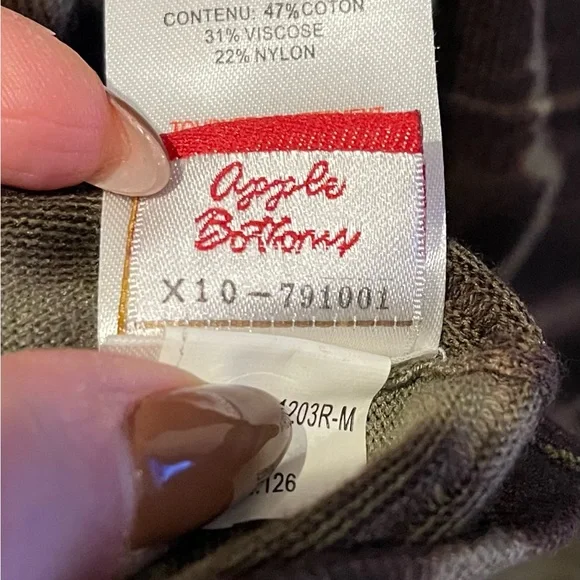 CONTENU: 47%COTON
31%VISCOSE
22%NYLON
Apple
Bottoms
X10-791001
1203R-M
126